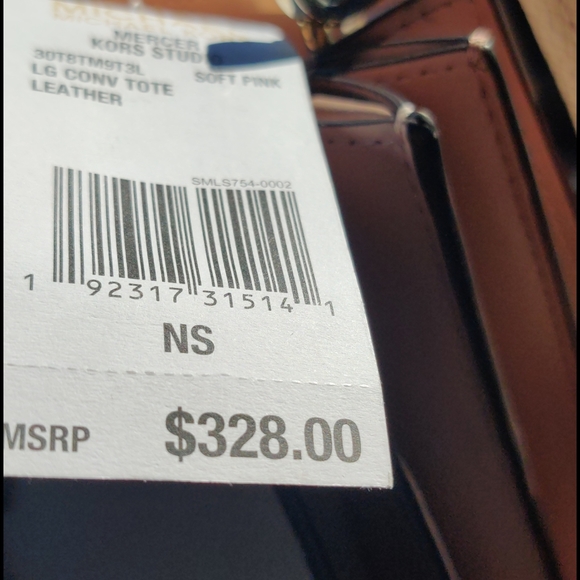 MERCER
KORS STUDIO
30T8TM9T3L SOFT PINK
LG CONV TOTE
LEATHER
SMLS754-0002
1 92317 31514 1
NS
MSRP $328.00